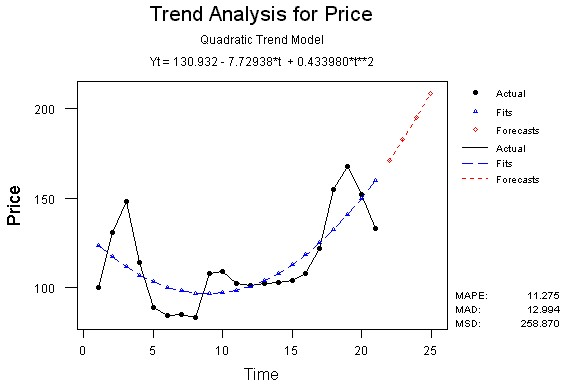 Trend Analysis for Price
Quadratic Trend Model
Yt = 130.932 - 7.72938*t + 0.433980*t**2
Price
200
150
100
0 5 10 15 20 25
Time
Actual
Fits
Forecasts
Actual
Fits
Forecasts
MAPE: 11.275
MAD: 12.994
MSD: 258.870